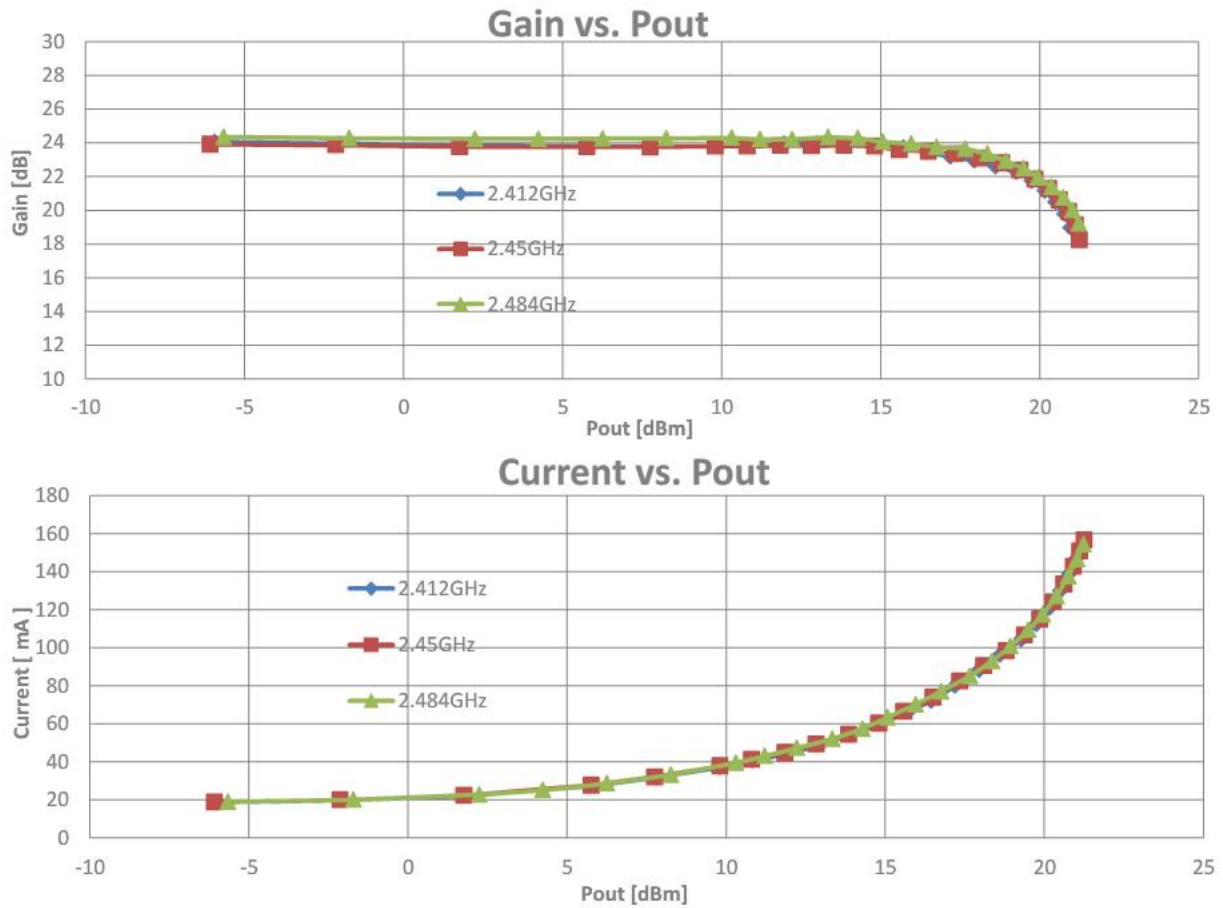 Gain vs. Pout
30
28
26
24
22
20
18
16
14
12
10
Gain [dB]
2.412GHz
2.45GHz
2.484GHz
-10 -5 0 5 10 15 20 25
Pout [dBm]
Current vs. Pout
180
160
140
120
100
80
60
40
20
0
Current [ mA ]
2.412GHz
2.45GHz
2.484GHz
-10 -5 0 5 10 15 20 25
Pout [dBm]